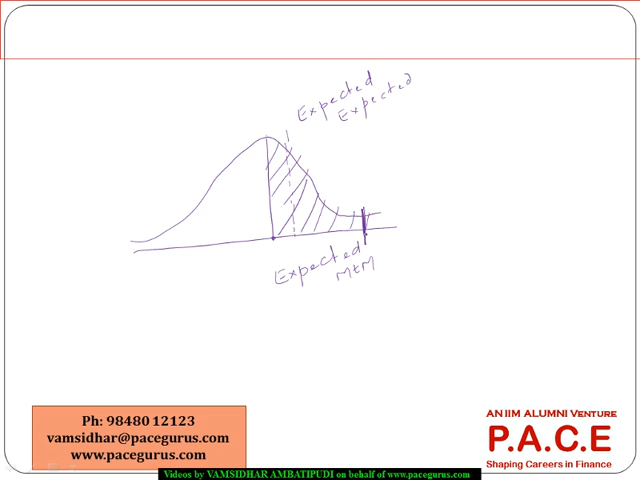 Expected
Expected
Expected
MtM
Ph: 98480 12123
vamsidhar@pacegurus.com
www.pacegurus.com
AN IIM ALUMNI VENTURE
P.A.C.E
Shaping Careers in Finance
Videos by VAMSIDHAR AMBATIPUDI on behalf of www.pacegurus.com